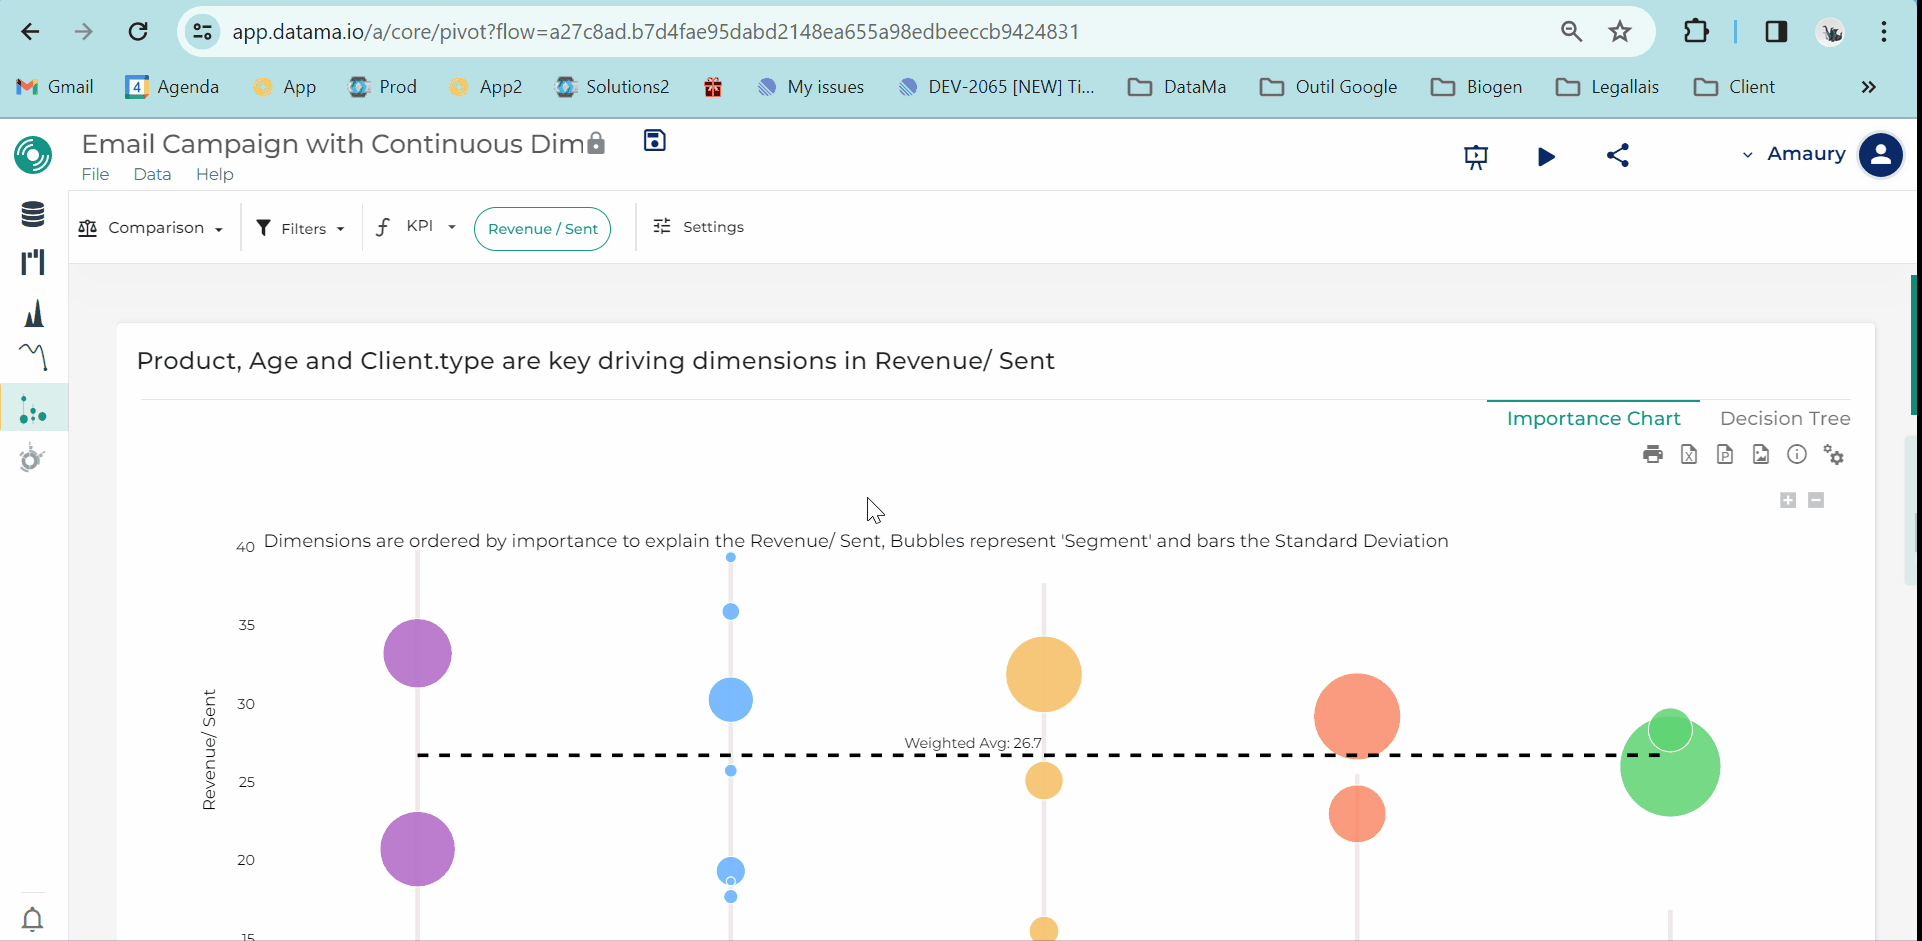 app.datama.io/a/core/pivot?flow=a27c8ad.b7d4fae95dabd2148ea655a98edbeeccb9424831
Gmail 4 Agenda App Prod App2 Solutions2 My issues DEV-2065 [NEW] Ti... DataMa Outil Google Biogen Legallais Client
Email Campaign with Continuous Dim
File Data Help
Amaury
Comparison Filters KPI Revenue / Sent Settings
Product, Age and Client.type are key driving dimensions in Revenue/ Sent
Importance Chart Decision Tree
Dimensions are ordered by importance to explain the Revenue/ Sent, Bubbles represent 'Segment' and bars the Standard Deviation
40
35
30
Weighted Avg: 26.7
25
20
15
Revenue/ Sent